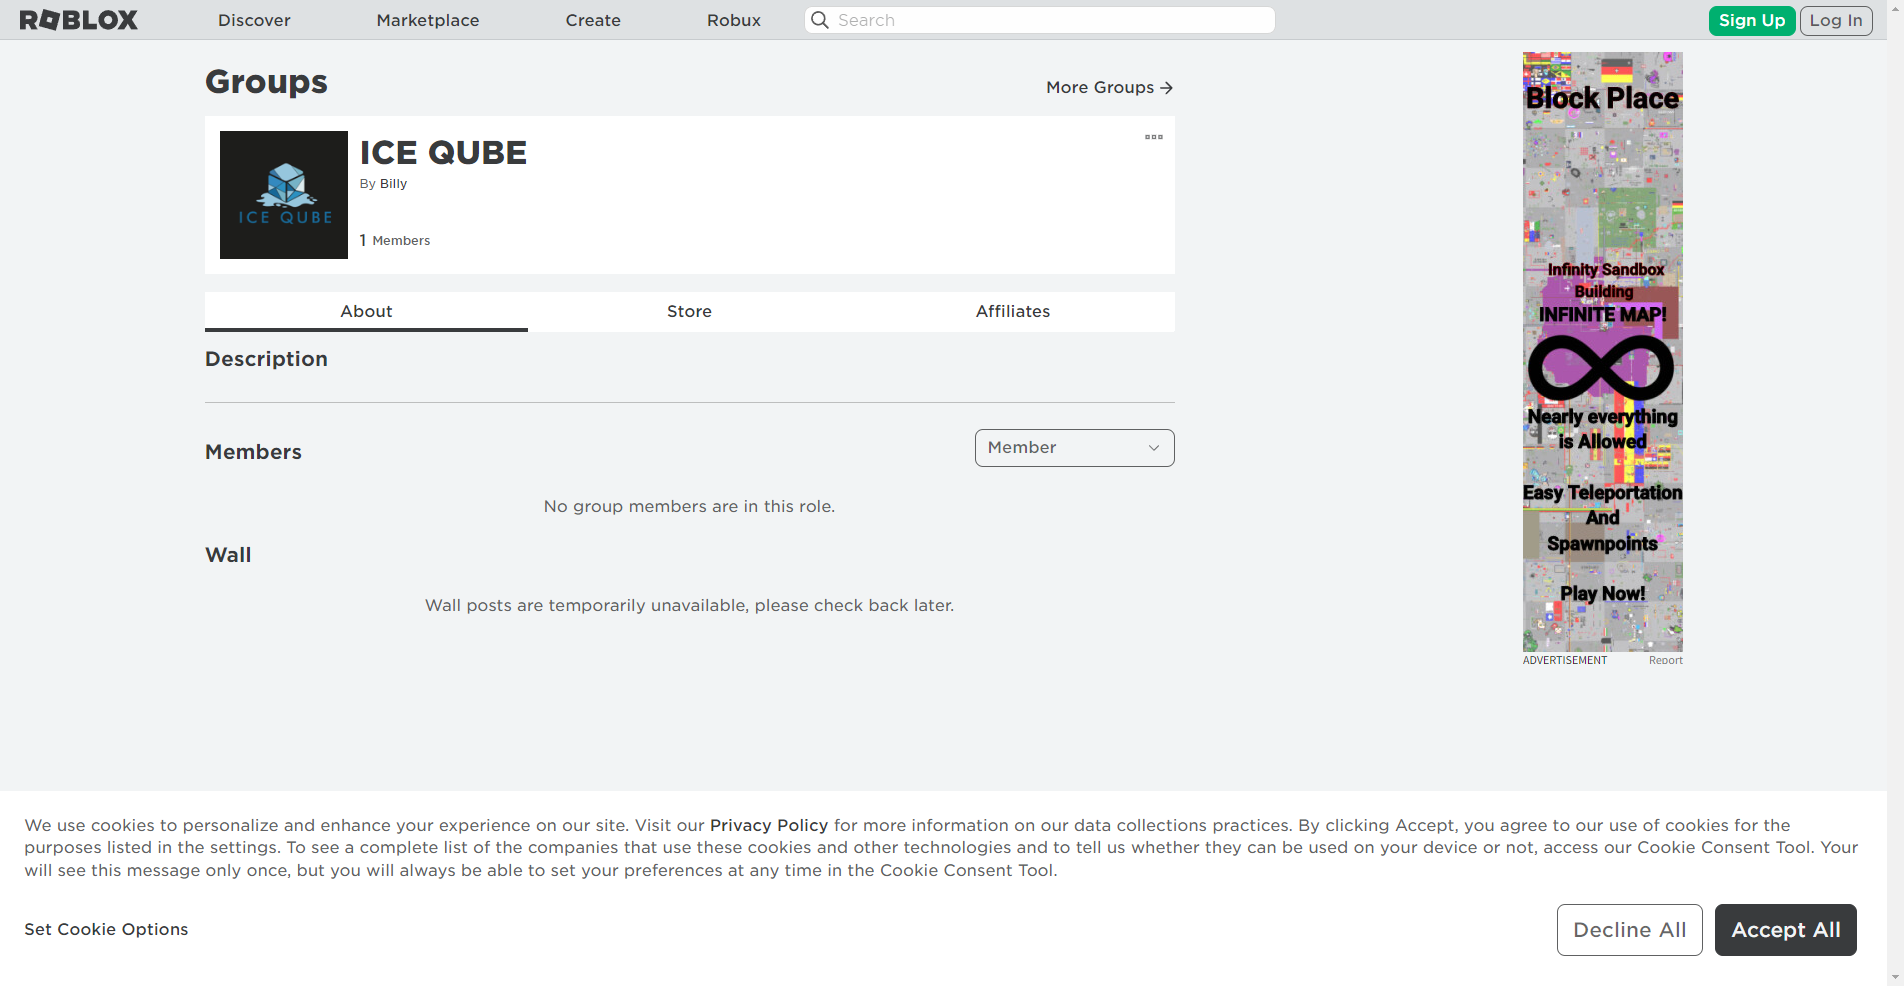 ROBLOX
Discover
Marketplace
Create
Robux
Search
Sign Up
Log In
Groups
More Groups
ICE QUBE
ICE QUBE
By Billy
1 Members
About
Store
Affiliates
Description
Members
Member
No group members are in this role.
Wall
Wall posts are temporarily unavailable, please check back later.
Block Place
Infinity Sandbox
Building
INFINITE MAP!
Nearly everything
is Allowed
Easy Teleportation
And
Spawnpoints
Play Now!
ADVERTISEMENT
Report
We use cookies to personalize and enhance your experience on our site. Visit our Privacy Policy for more information on our data collections practices. By clicking Accept, you agree to our use of cookies for the
purposes listed in the settings. To see a complete list of the companies that use these cookies and other technologies and to tell us whether they can be used on your device or not, access our Cookie Consent Tool. Your
will see this message only once, but you will always be able to set your preferences at any time in the Cookie Consent Tool.
Set Cookie Options
Decline All
Accept All